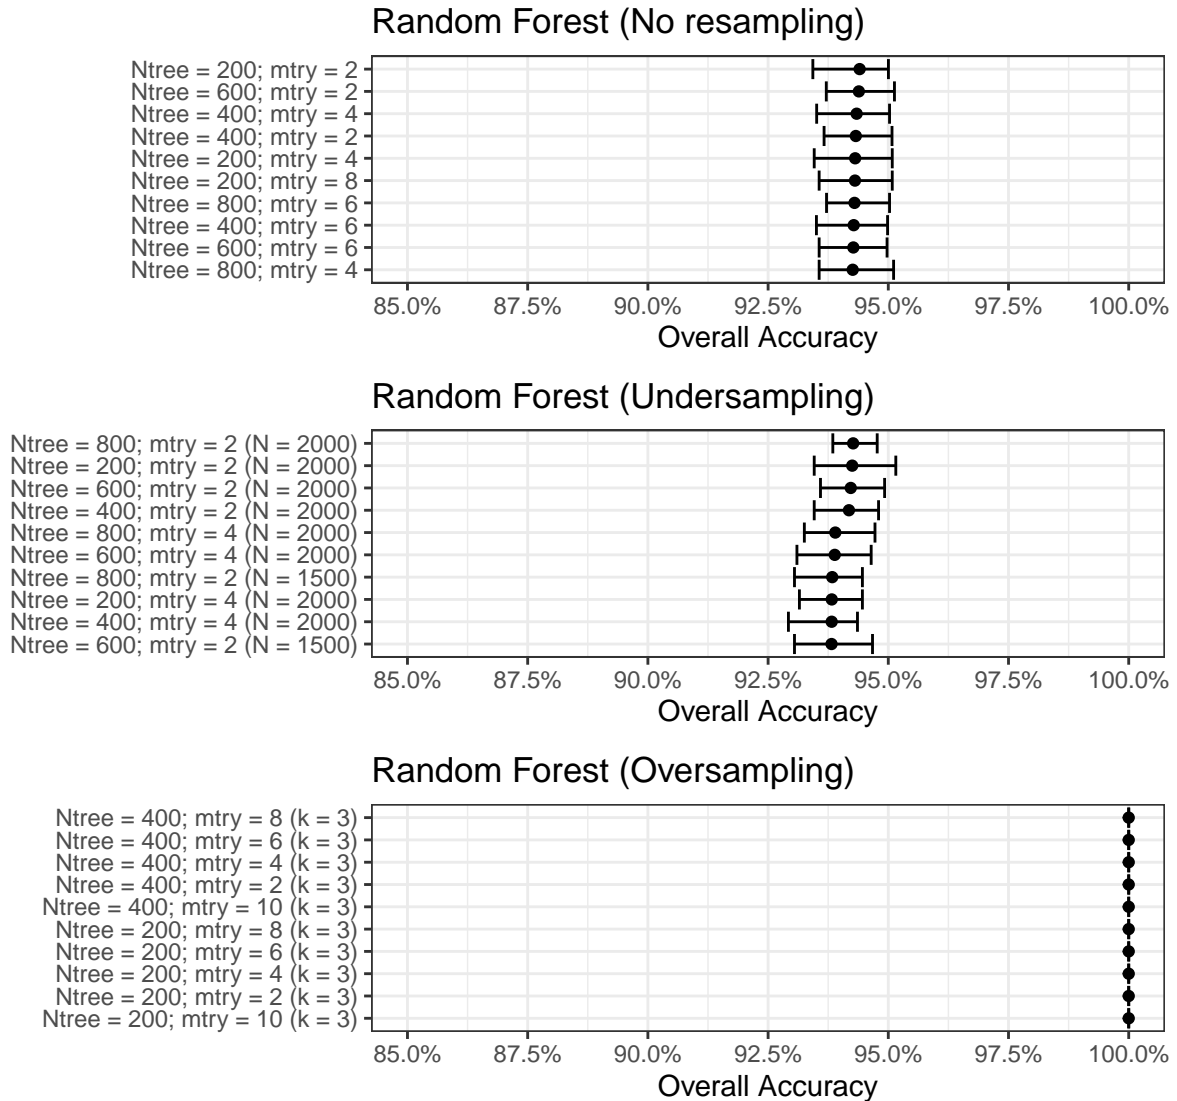 Random Forest (No resampling)
Ntree = 200; mtry = 2
Ntree = 600; mtry = 2
Ntree = 400; mtry = 4
Ntree = 400; mtry = 2
Ntree = 200; mtry = 4
Ntree = 200; mtry = 8
Ntree = 800; mtry = 6
Ntree = 400; mtry = 6
Ntree = 600; mtry = 6
Ntree = 800; mtry = 4
85.0% 87.5% 90.0% 92.5% 95.0% 97.5% 100.0%
Overall Accuracy
Random Forest (Undersampling)
Ntree = 800; mtry = 2 (N = 2000)
Ntree = 200; mtry = 2 (N = 2000)
Ntree = 600; mtry = 2 (N = 2000)
Ntree = 400; mtry = 2 (N = 2000)
Ntree = 800; mtry = 4 (N = 2000)
Ntree = 600; mtry = 4 (N = 2000)
Ntree = 800; mtry = 2 (N = 1500)
Ntree = 200; mtry = 4 (N = 2000)
Ntree = 400; mtry = 4 (N = 2000)
Ntree = 600; mtry = 2 (N = 1500)
85.0% 87.5% 90.0% 92.5% 95.0% 97.5% 100.0%
Overall Accuracy
Random Forest (Oversampling)
Ntree = 400; mtry = 8 (k = 3)
Ntree = 400; mtry = 6 (k = 3)
Ntree = 400; mtry = 4 (k = 3)
Ntree = 400; mtry = 2 (k = 3)
Ntree = 400; mtry = 10 (k = 3)
Ntree = 200; mtry = 8 (k = 3)
Ntree = 200; mtry = 6 (k = 3)
Ntree = 200; mtry = 4 (k = 3)
Ntree = 200; mtry = 2 (k = 3)
Ntree = 200; mtry = 10 (k = 3)
85.0% 87.5% 90.0% 92.5% 95.0% 97.5% 100.0%
Overall Accuracy